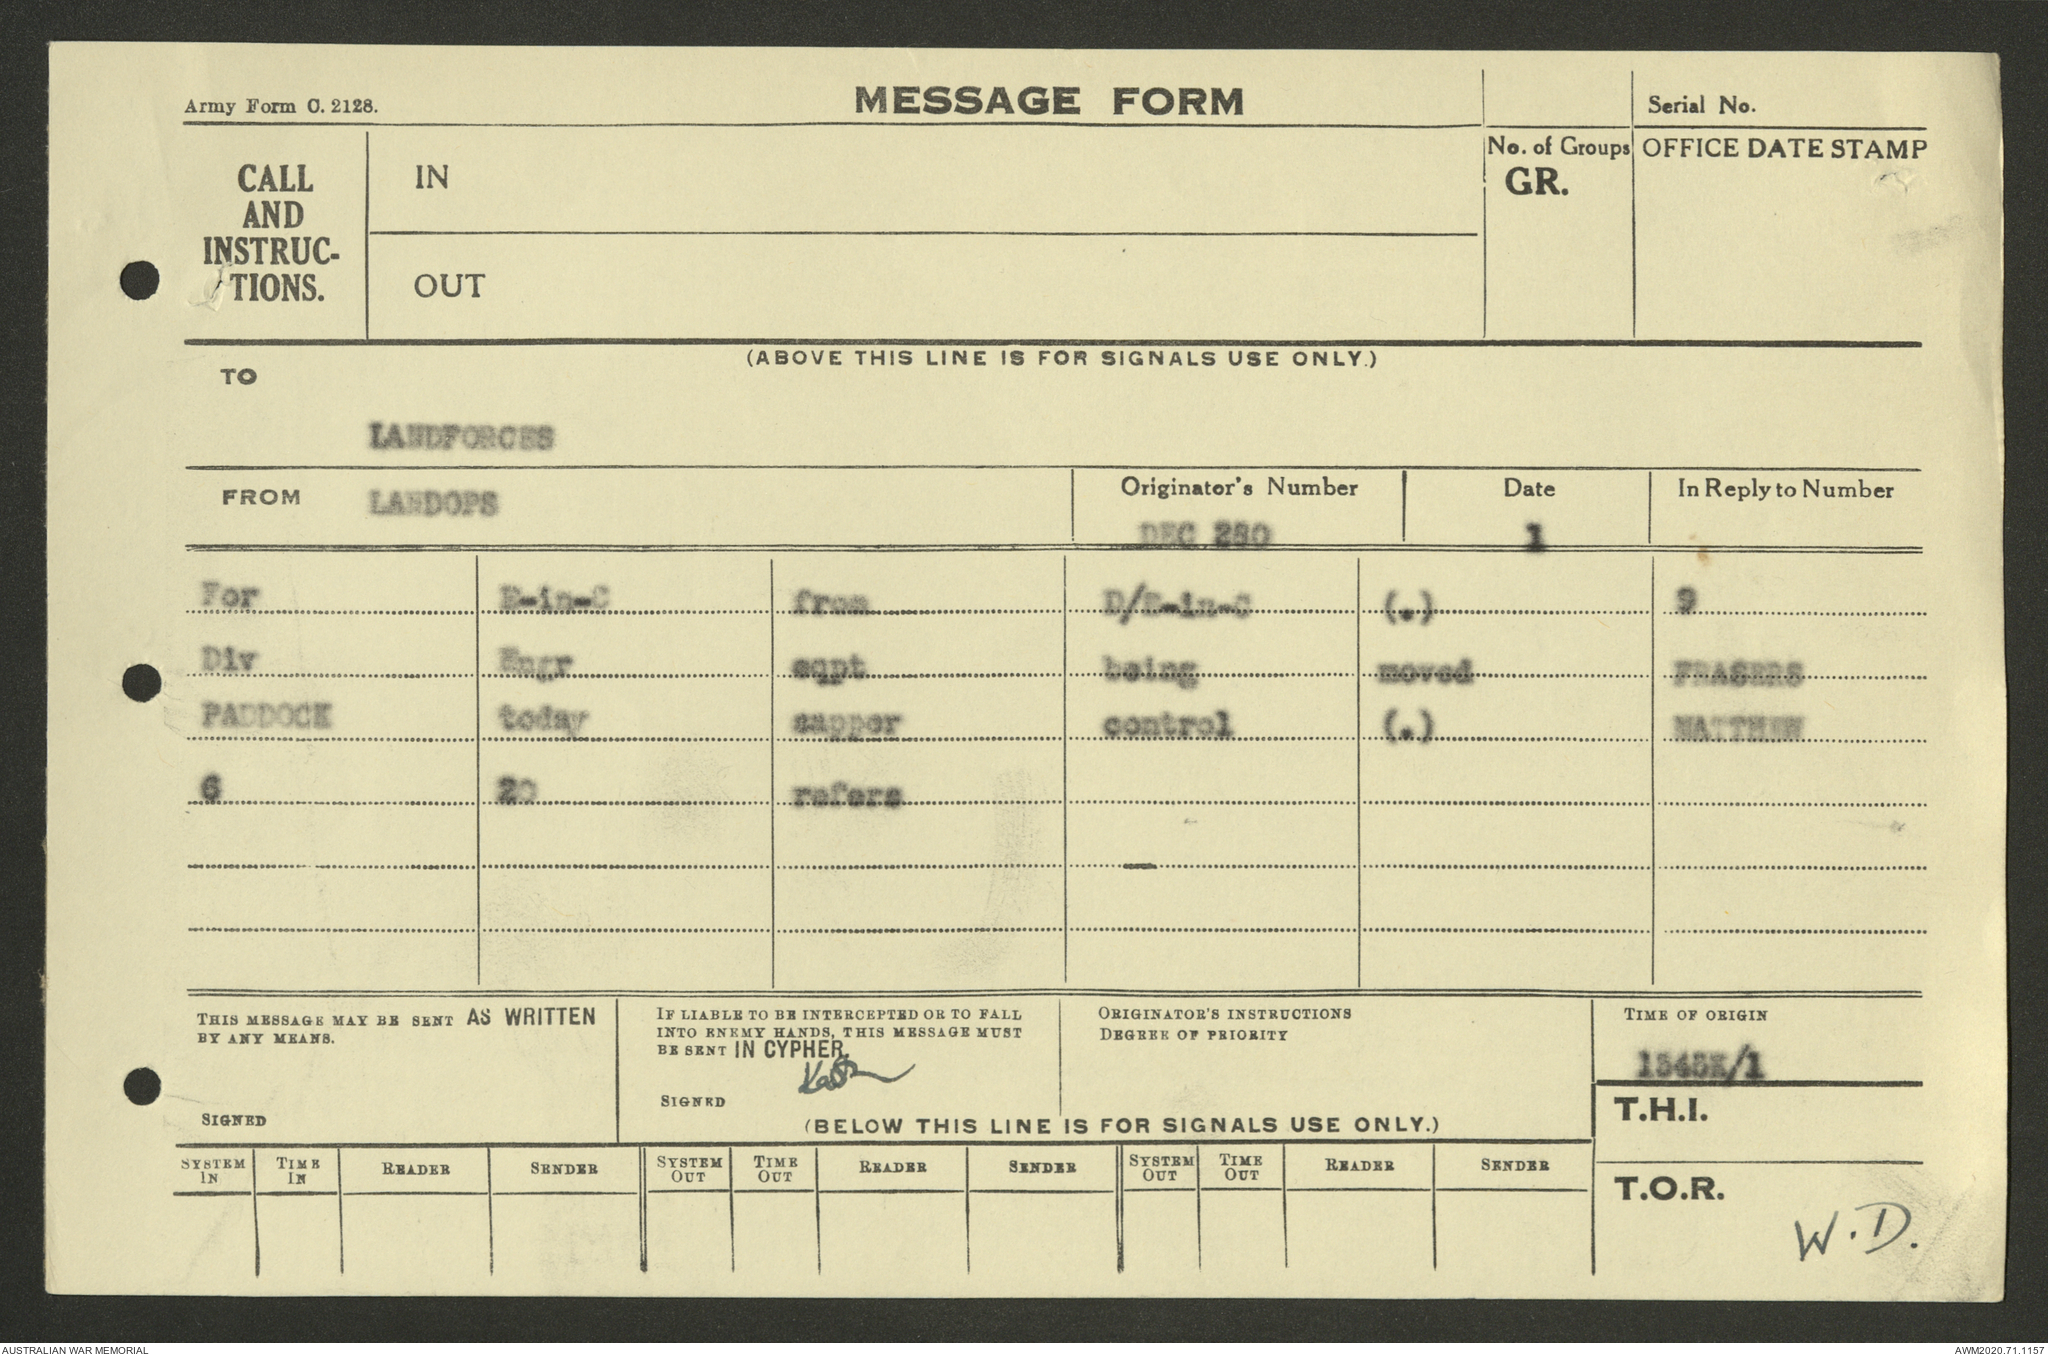 Army Form C. 2128.
MESSAGE FORM
Serial No.
CALL AND INSTRUC-TIONS.
IN
OUT
No. of Groups
GR.
OFFICE DATE STAMP
(ABOVE THIS LINE IS FOR SIGNALS USE ONLY.)
TO
LANDFORCES
FROM LANDOPS
Originator's Number
DEC 280
Date
1
In Reply to Number
For E-in-C from D/E-in-C (.) 9
Div Engr eqpt being moved FRASERS
PADDOCK today sapper control (.) MATTHEW
6 20 refers
THIS MESSAGE MAY BE SENT AS WRITTEN
BY ANY MEANS.
SIGNED
IF LIABLE TO BE INTERCEPTED OR TO FALL
INTO ENEMY HANDS, THIS MESSAGE MUST
BE SENT IN CYPHER.
SIGNED
ORIGINATOR'S INSTRUCTIONS
DEGREE OF PRIORITY
TIME OF ORIGIN
1545K/1
(BELOW THIS LINE IS FOR SIGNALS USE ONLY.)
T.H.I.
T.O.R.
SYSTEM IN TIME IN READER SENDER SYSTEM OUT TIME OUT READER SENDER SYSTEM OUT TIME OUT READER SENDER
W.D.
AUSTRALIAN WAR MEMORIAL
AWM2020.71.1157